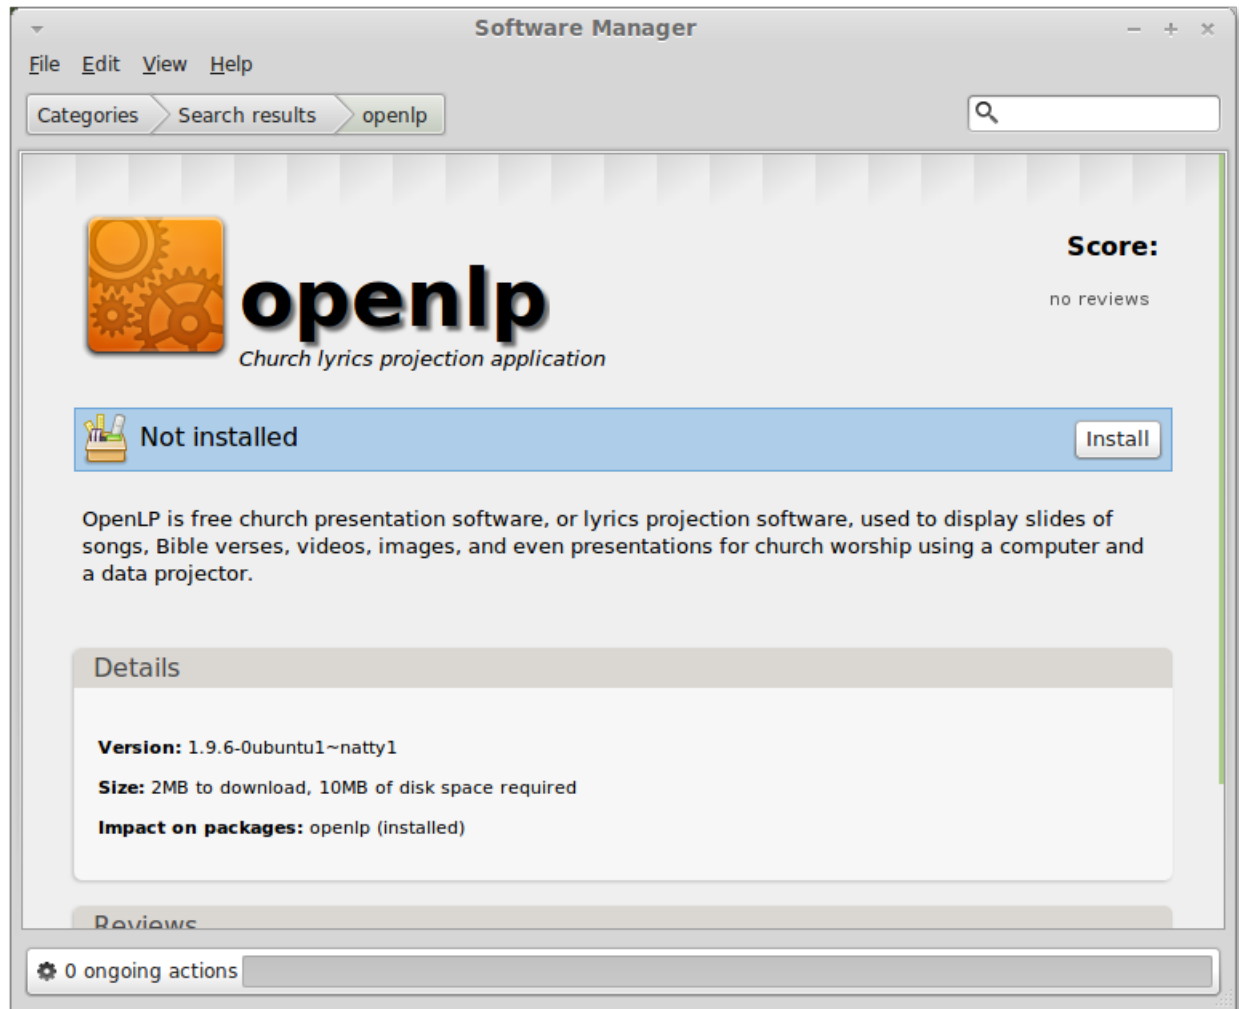 Software Manager
File Edit View Help
Categories Search results openlp
openlp
Church lyrics projection application
Score:
no reviews
Not installed
Install
OpenLP is free church presentation software, or lyrics projection software, used to display slides of
songs, Bible verses, videos, images, and even presentations for church worship using a computer and
a data projector.
Details
Version: 1.9.6-0ubuntu1~natty1
Size: 2MB to download, 10MB of disk space required
Impact on packages: openlp (installed)
Reviews
0 ongoing actions